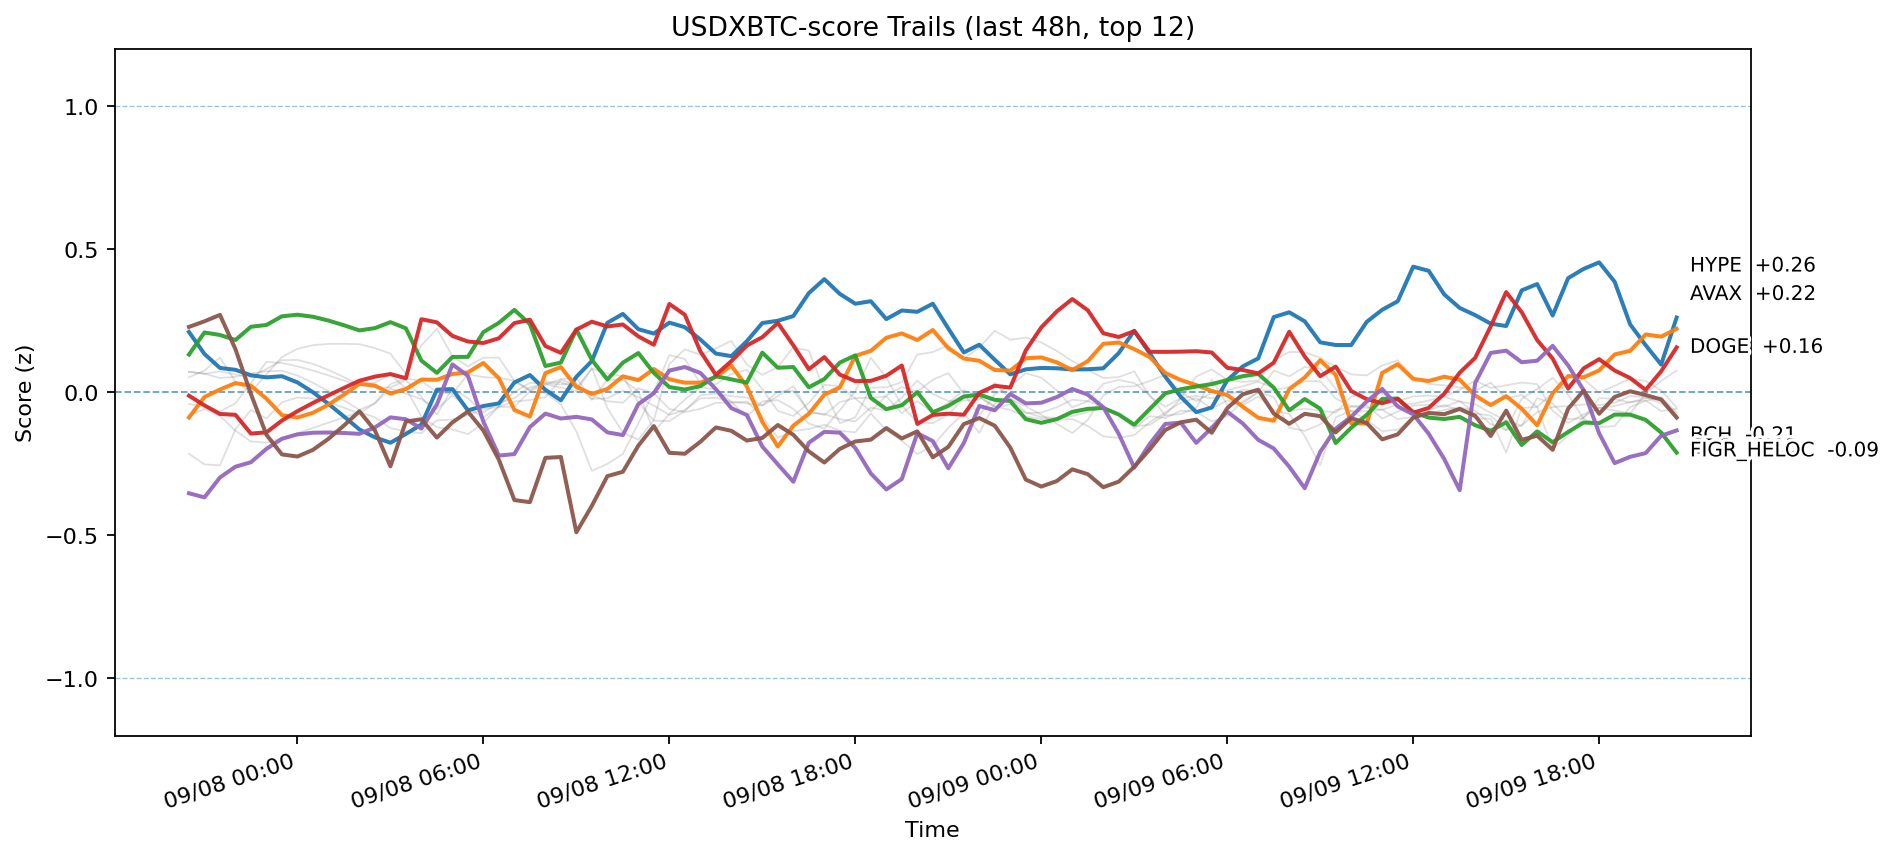 USDXBTC-score Trails (last 48h, top 12)
Score (z)
1.0
0.5
0.0
−0.5
−1.0
HYPE +0.26
AVAX +0.22
DOGE +0.16
BCH -0.21
FIGR_HELOC -0.09
09/08 00:00
09/08 06:00
09/08 12:00
09/08 18:00
09/09 00:00
09/09 06:00
09/09 12:00
09/09 18:00
Time